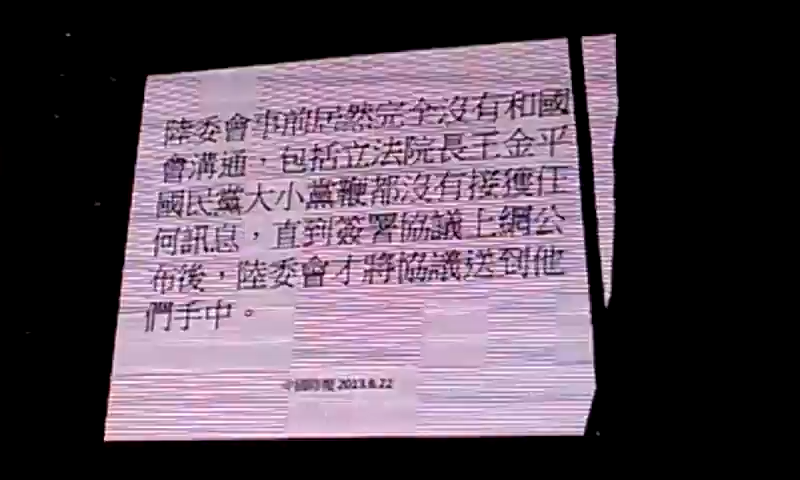 陸委會事前居然完全沒有和國
會溝通，包括立法院長王金平
國民黨大小黨鞭都沒有接獲任
何訊息，直到簽署協議上網公
布後，陸委會才將協議送到他
們手中。
中國時報 2013.6.22